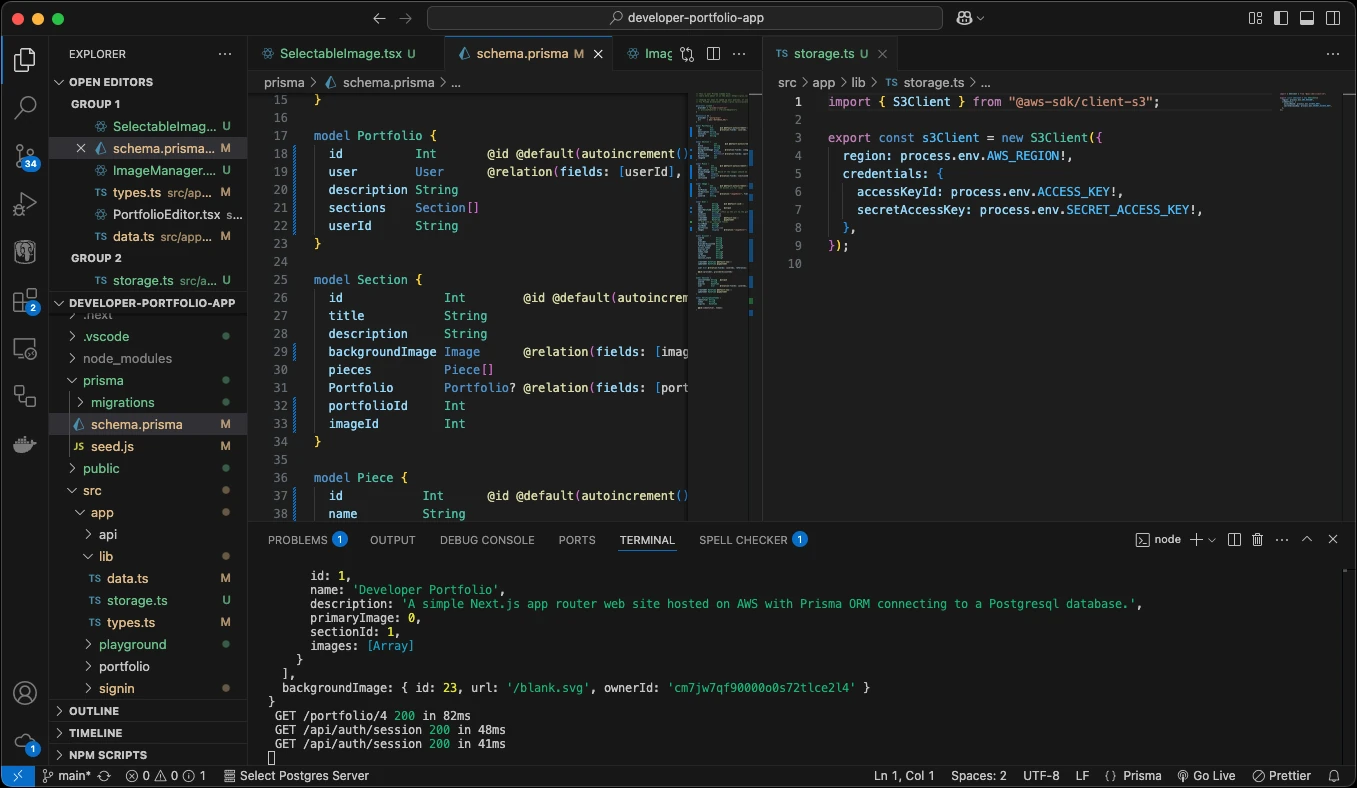 developer-portfolio-app
EXPLORER
OPEN EDITORS
GROUP 1
SelectableImag... U
schema.prisma... M
ImageManager.... U
TS types.ts src/app... M
PortfolioEditor.tsx s...
TS data.ts src/app... M
GROUP 2
TS storage.ts src/a... U
DEVELOPER-PORTFOLIO-APP
.next
.vscode
node_modules
prisma
migrations
schema.prisma M
JS seed.js M
public
src
app
api
lib
TS data.ts M
TS storage.ts U
TS types.ts M
playground
portfolio
signin
OUTLINE
TIMELINE
NPM SCRIPTS
34
2
1
SelectableImage.tsx U
schema.prisma M
Imag
prisma > schema.prisma > ...
15 }
16
17 model Portfolio {
18 id Int @id @default(autoincrement()
19 user User @relation(fields: [userId],
20 description String
21 sections Section[]
22 userId String
23 }
24
25 model Section {
26 id Int @id @default(autoincrem
27 title String
28 description String
29 backgroundImage Image @relation(fields: [imag
30 pieces Piece[]
31 Portfolio Portfolio? @relation(fields: [port
32 portfolioId Int
33 imageId Int
34 }
35
36 model Piece {
37 id Int @id @default(autoincrement()
38 name String
TS storage.ts U
src > app > lib > TS storage.ts > ...
1 import { S3Client } from "@aws-sdk/client-s3";
2
3 export const s3Client = new S3Client({
4 region: process.env.AWS_REGION!,
5 credentials: {
6 accessKeyId: process.env.ACCESS_KEY!,
7 secretAccessKey: process.env.SECRET_ACCESS_KEY!,
8 },
9 });
10
PROBLEMS 1 OUTPUT DEBUG CONSOLE PORTS TERMINAL SPELL CHECKER 1
node
id: 1,
name: 'Developer Portfolio',
description: 'A simple Next.js app router web site hosted on AWS with Prisma ORM connecting to a Postgresql database.',
primaryImage: 0,
sectionId: 1,
images: [Array]
}
],
backgroundImage: { id: 23, url: '/blank.svg', ownerId: 'cm7jw7qf90000o0s72tlce2l4' }
}
GET /portfolio/4 200 in 82ms
GET /api/auth/session 200 in 48ms
GET /api/auth/session 200 in 41ms
main* 0 0 1 Select Postgres Server Ln 1, Col 1 Spaces: 2 UTF-8 LF {} Prisma Go Live Prettier